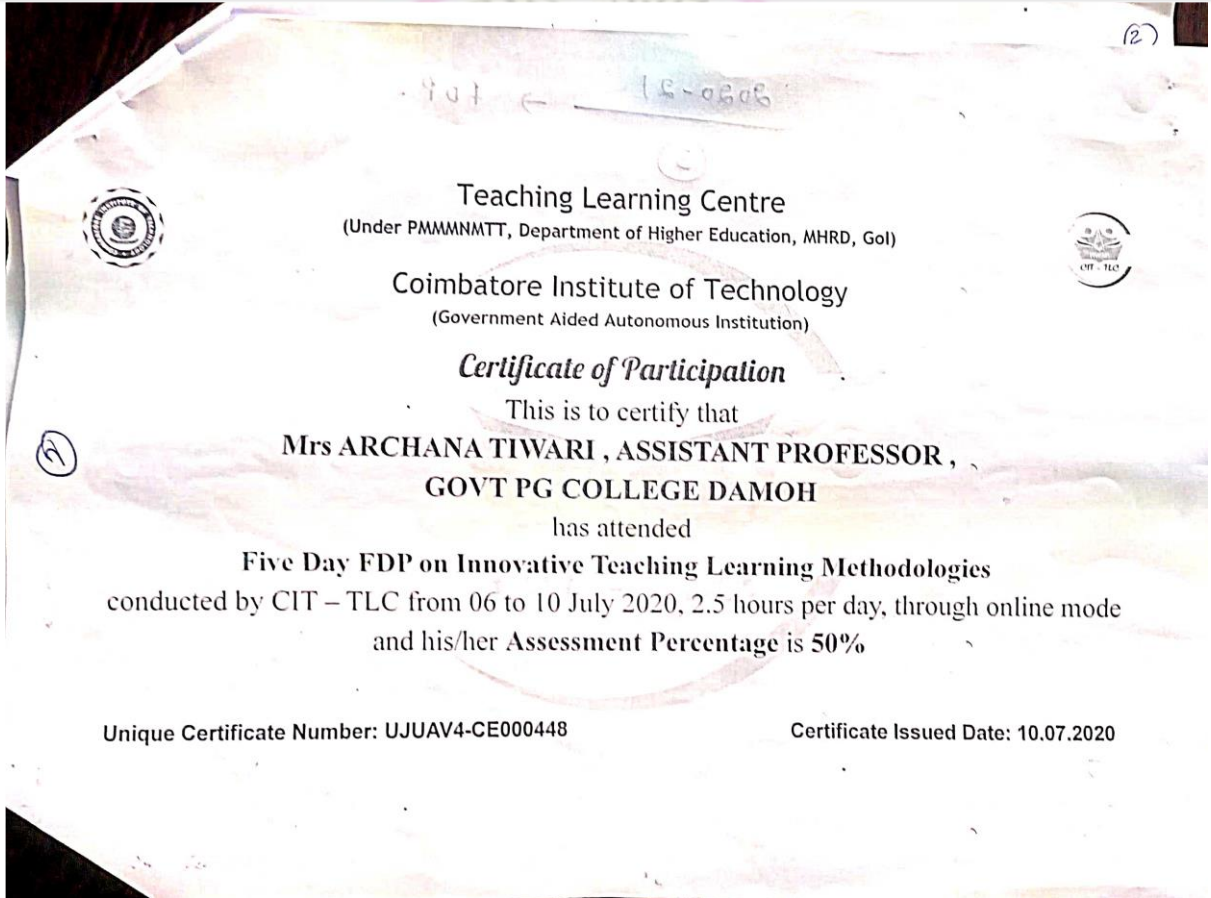 (2)
Teaching Learning Centre
(Under PMMMNMTT, Department of Higher Education, MHRD, GoI)
Coimbatore Institute of Technology
(Government Aided Autonomous Institution)
CIT - TLC
Certificate of Participation
This is to certify that
Mrs ARCHANA TIWARI , ASSISTANT PROFESSOR ,
GOVT PG COLLEGE DAMOH
has attended
Five Day FDP on Innovative Teaching Learning Methodologies
conducted by CIT – TLC from 06 to 10 July 2020, 2.5 hours per day, through online mode
and his/her Assessment Percentage is 50%
Unique Certificate Number: UJUAV4-CE000448
Certificate Issued Date: 10.07.2020